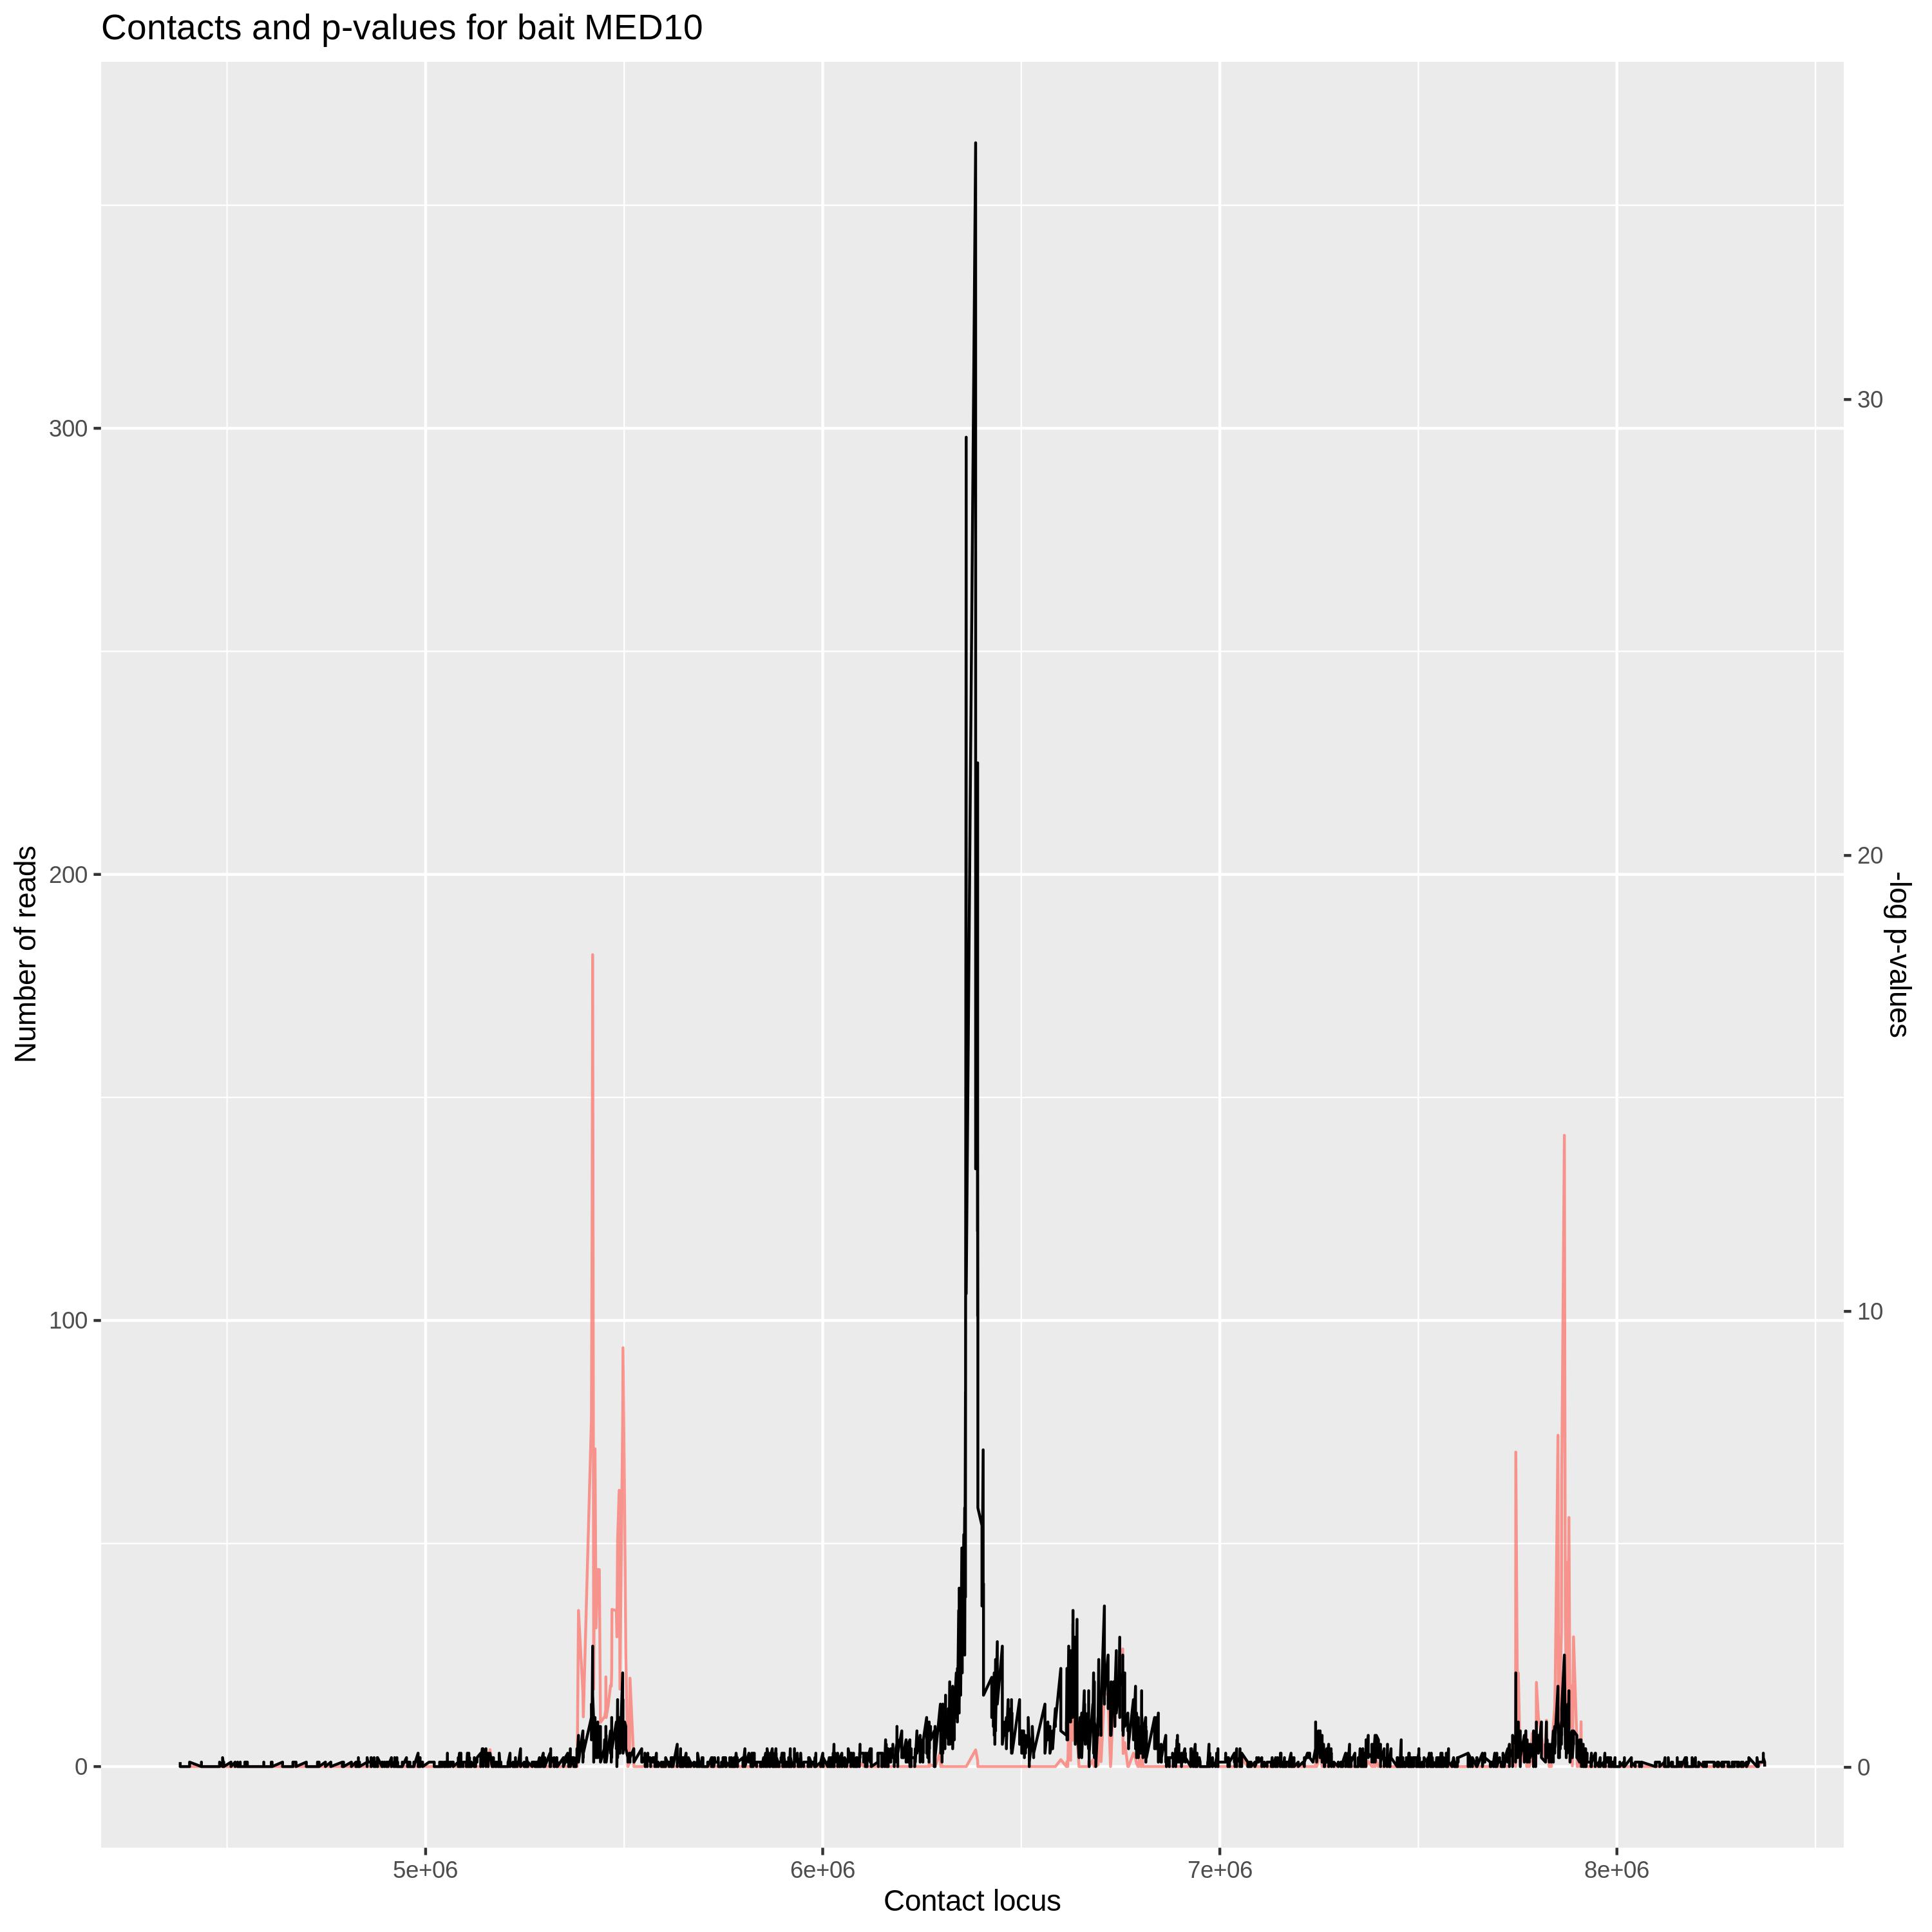 Contacts and p-values for bait MED10
300
200
100
0
Number of reads
30
20
10
0
-log p-values
5e+06
6e+06
7e+06
8e+06
Contact locus